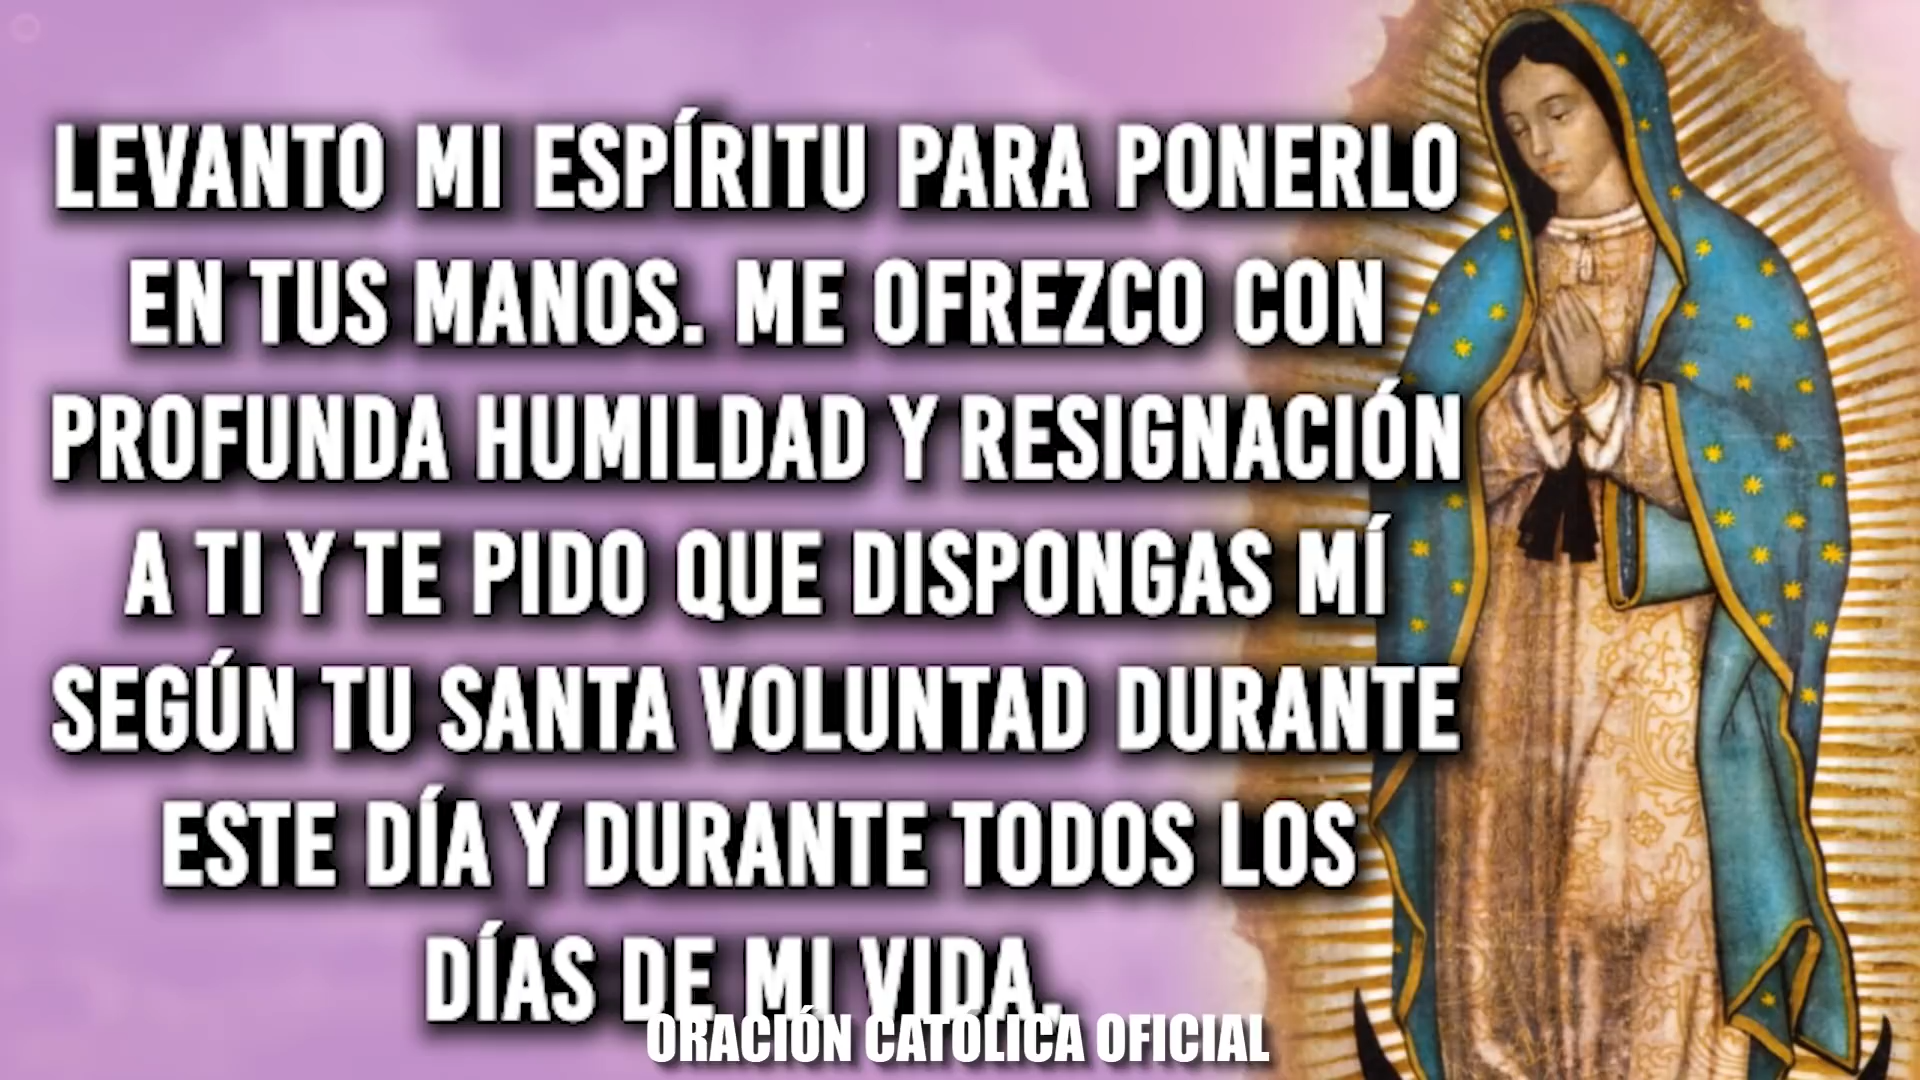 LEVANTO MI ESPÍRITU PARA PONERLO
EN TUS MANOS. ME OFREZCO CON
PROFUNDA HUMILDAD Y RESIGNACIÓN
A TI Y TE PIDO QUE DISPONGAS MÍ
SEGÚN TU SANTA VOLUNTAD DURANTE
ESTE DÍA Y DURANTE TODOS LOS
DÍAS DE MI VIDA.
ORACIÓN CATÓLICA OFICIAL